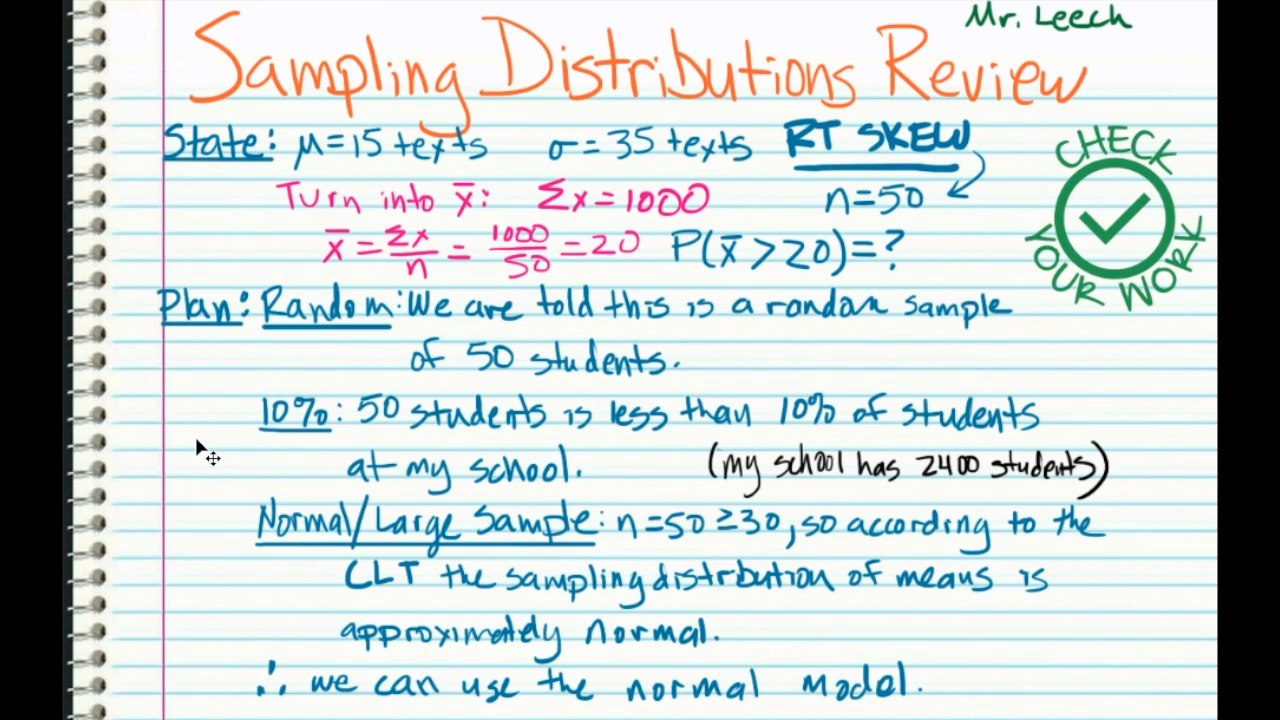 Mr. Leech
Sampling Distributions Review
State: μ=15 texts σ=35 texts RT SKEW
Turn into x̄: Σx=1000 n=50
x̄ = Σx/n = 1000/50 = 20 P(x̄>20)=?
CHECK YOUR WORK
Plan: Random: We are told this is a random sample
of 50 students.
10%: 50 students is less than 10% of students
at my school. (my school has 2400 students)
Normal/Large Sample: n=50≥30, so according to the
CLT the sampling distrbution of means is
approximately normal.
∴ we can use the normal model.